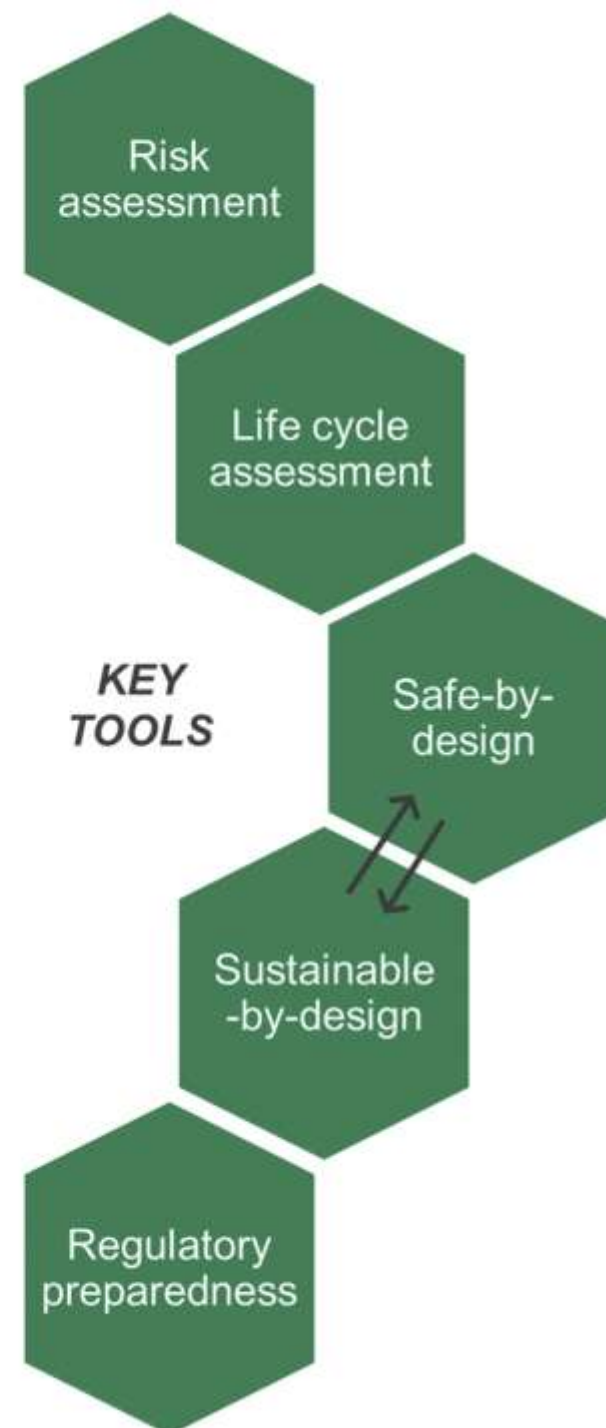 Risk
assessment
Life cycle
assessment
KEY
TOOLS
Safe-by-
design
Sustainable
-by-design
Regulatory
preparedness